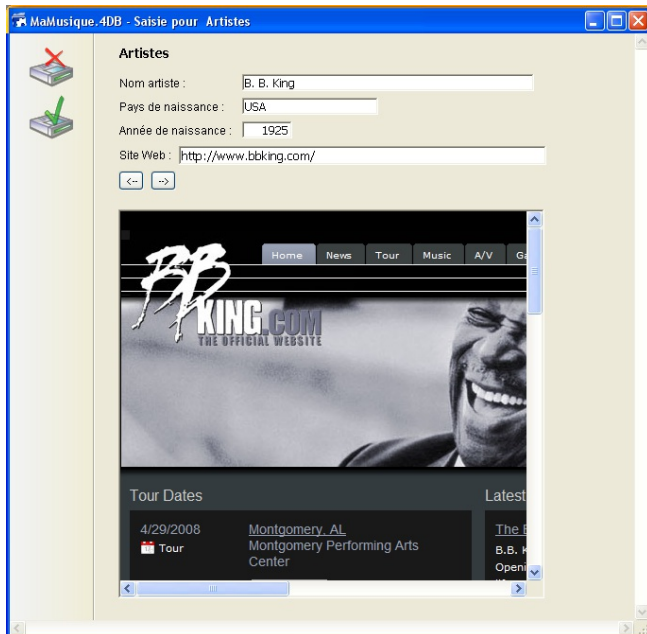 MaMusique.4DB - Saisie pour Artistes
Artistes
Nom artiste : B. B. King
Pays de naissance : USA
Année de naissance : 1925
Site Web : http://www.bbking.com/
<-- -->
Home News Tour Music A/V
BB
KING.COM
THE OFFICIAL WEBSITE
Tour Dates Latest
4/29/2008 Montgomery, AL The
Tour Montgomery Performing Arts B.B.
Center